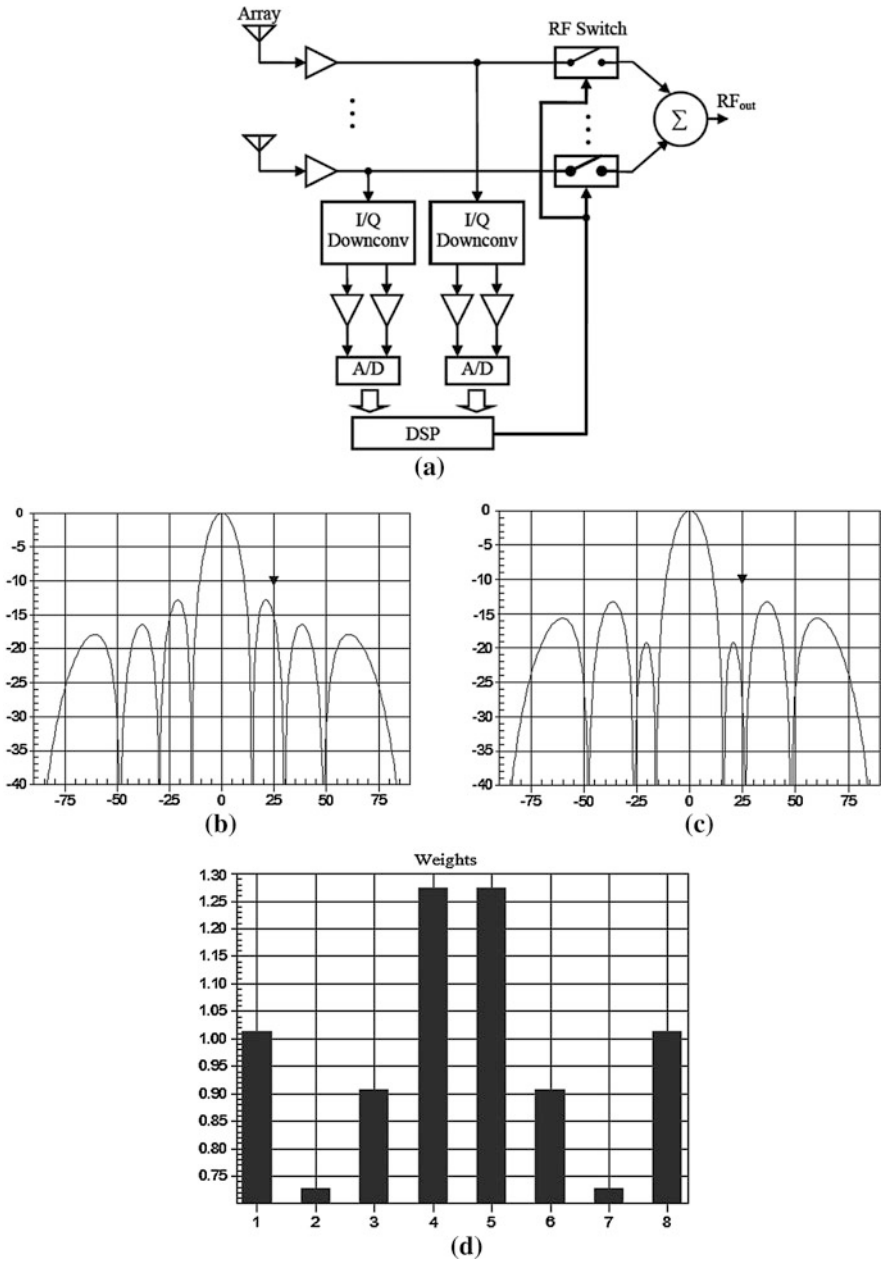 Array
RF Switch
RFout
Σ
I/Q
Downconv
I/Q
Downconv
A/D
A/D
DSP
(a)
0
-5
-10
-15
-20
-25
-30
-35
-40
-75 -50 -25 0 25 50 75
(b)
0
-5
-10
-15
-20
-25
-30
-35
-40
-75 -50 -25 0 25 50 75
(c)
Weights
1.30
1.25
1.20
1.15
1.10
1.05
1.00
0.95
0.90
0.85
0.80
0.75
1 2 3 4 5 6 7 8
(d)